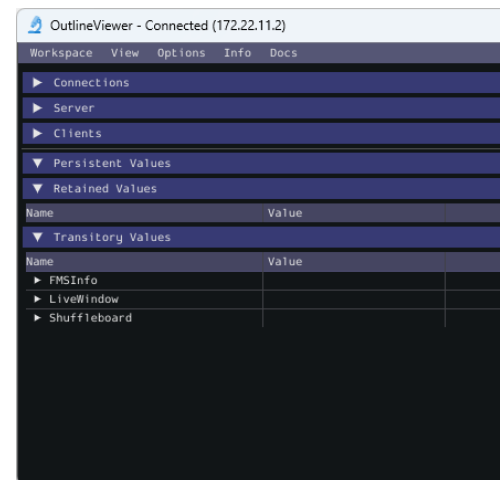 OutlineViewer - Connected (172.22.11.2)
Workspace View Options Info Docs
Connections
Server
Clients
Persistent Values
Retained Values
Name Value
Transitory Values
Name Value
FMSInfo
LiveWindow
Shuffleboard